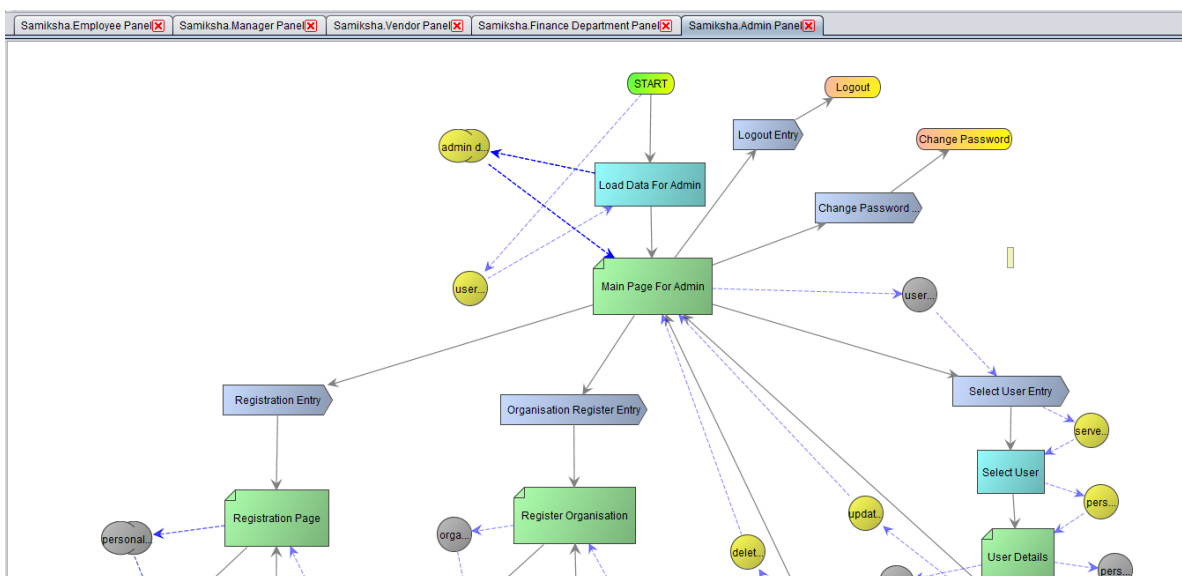 Samiksha.Employee Panel
Samiksha.Manager Panel
Samiksha.Vendor Panel
Samiksha.Finance Department Panel
Samiksha.Admin Panel
START
Logout
Logout Entry
Change Password
admin d...
Load Data For Admin
Change Password ...
user...
Main Page For Admin
user...
Registration Entry
Organisation Register Entry
Select User Entry
serve...
Select User
pers...
Registration Page
Register Organisation
updat...
personal...
orga...
delet...
User Details
pers...